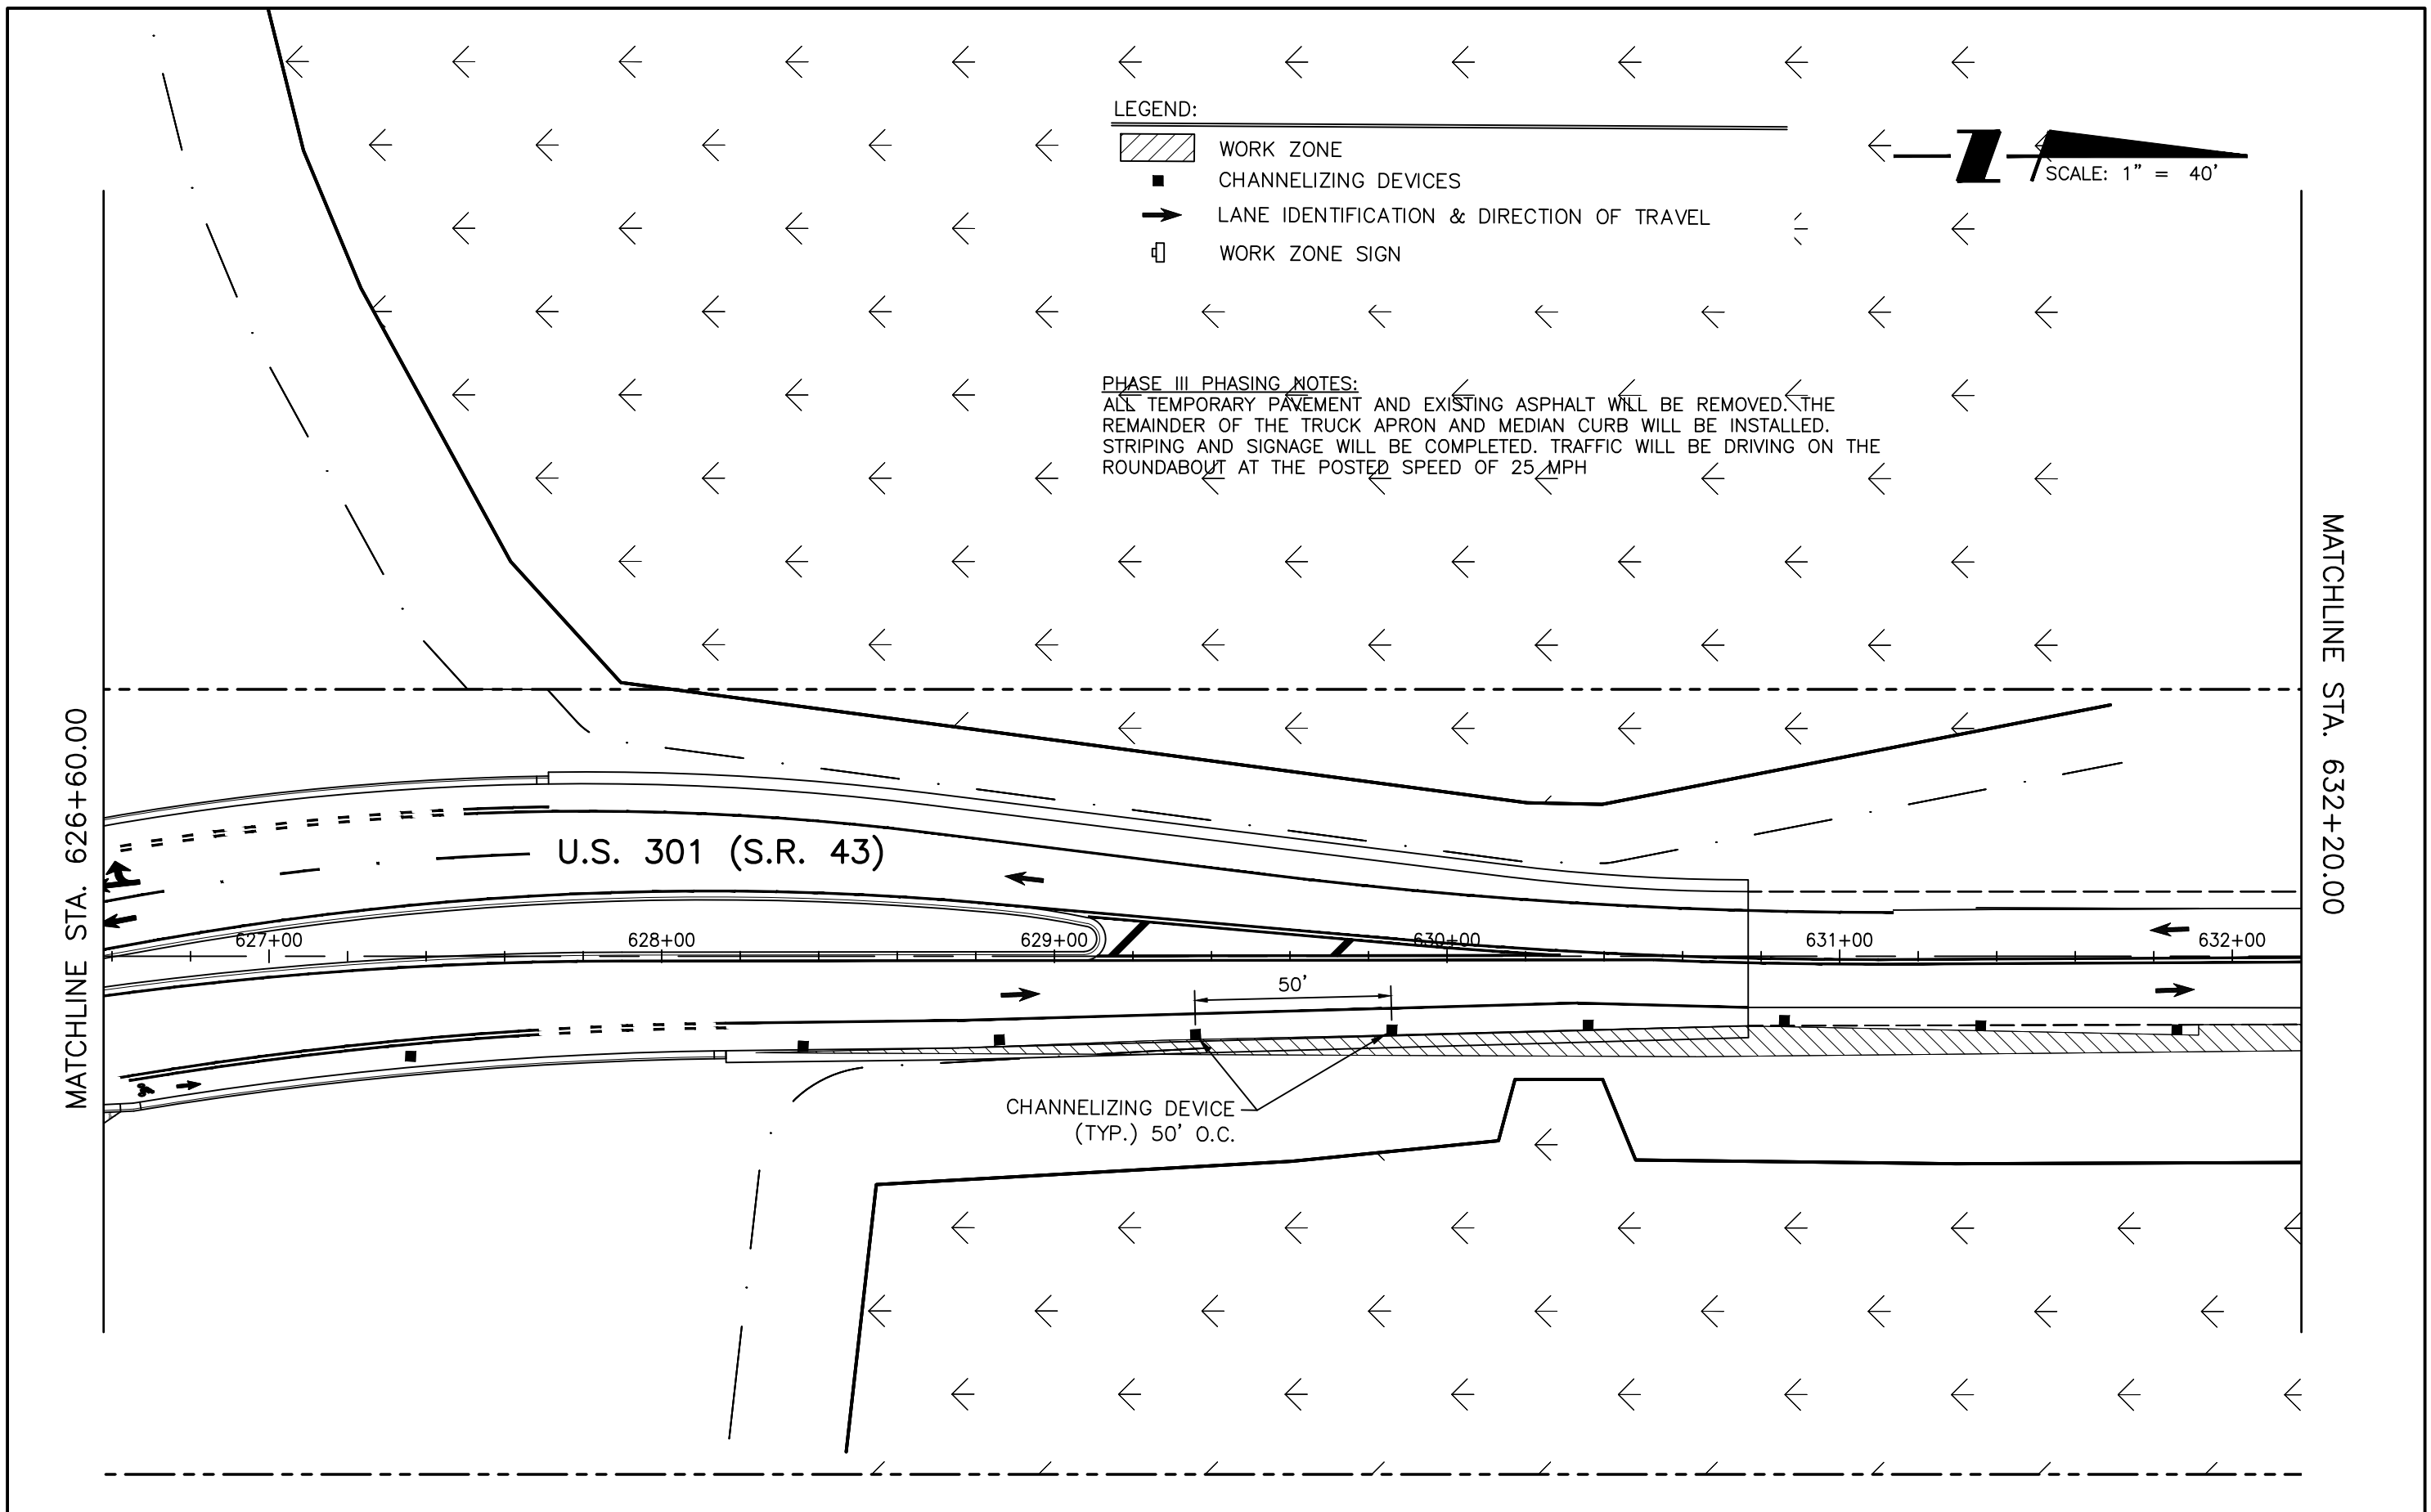 LEGEND:
WORK ZONE
CHANNELIZING DEVICES
LANE IDENTIFICATION & DIRECTION OF TRAVEL
WORK ZONE SIGN
SCALE: 1" = 40'
PHASE III PHASING NOTES:
ALL TEMPORARY PAVEMENT AND EXISTING ASPHALT WILL BE REMOVED. THE
REMAINDER OF THE TRUCK APRON AND MEDIAN CURB WILL BE INSTALLED.
STRIPING AND SIGNAGE WILL BE COMPLETED. TRAFFIC WILL BE DRIVING ON THE
ROUNDABOUT AT THE POSTED SPEED OF 25 MPH
MATCHLINE STA. 626+60.00
MATCHLINE STA. 632+20.00
U.S. 301 (S.R. 43)
627+00
628+00
629+00
630+00
631+00
632+00
50'
CHANNELIZING DEVICE
(TYP.) 50' O.C.